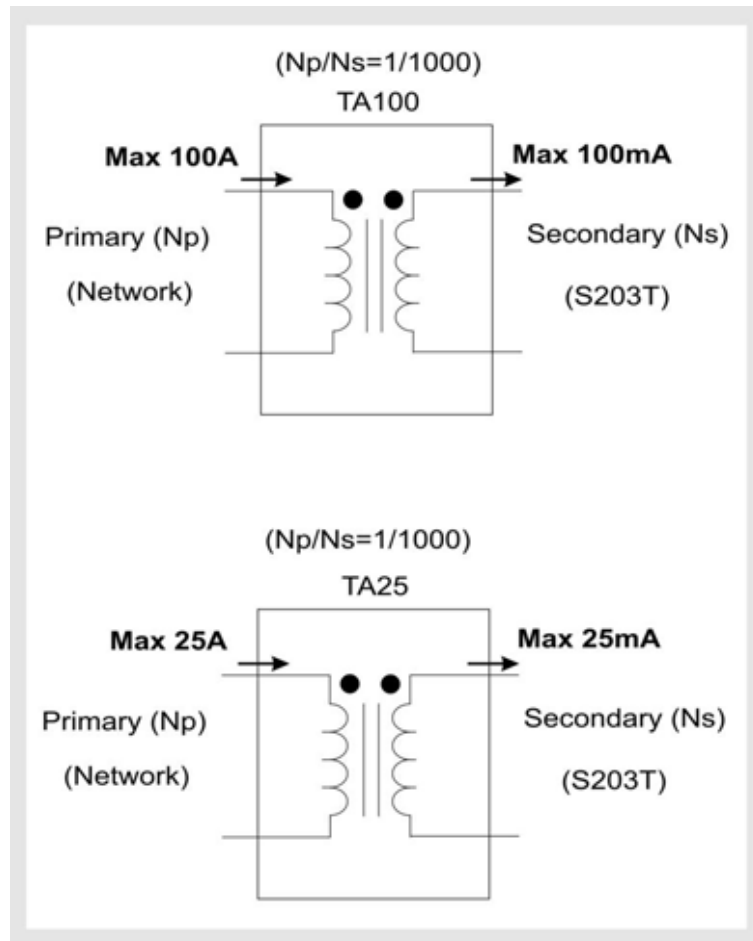 (Np/Ns=1/1000)
TA100
Max 100A
Max 100mA
Primary (Np)
(Network)
Secondary (Ns)
(S203T)
(Np/Ns=1/1000)
TA25
Max 25A
Max 25mA
Primary (Np)
(Network)
Secondary (Ns)
(S203T)